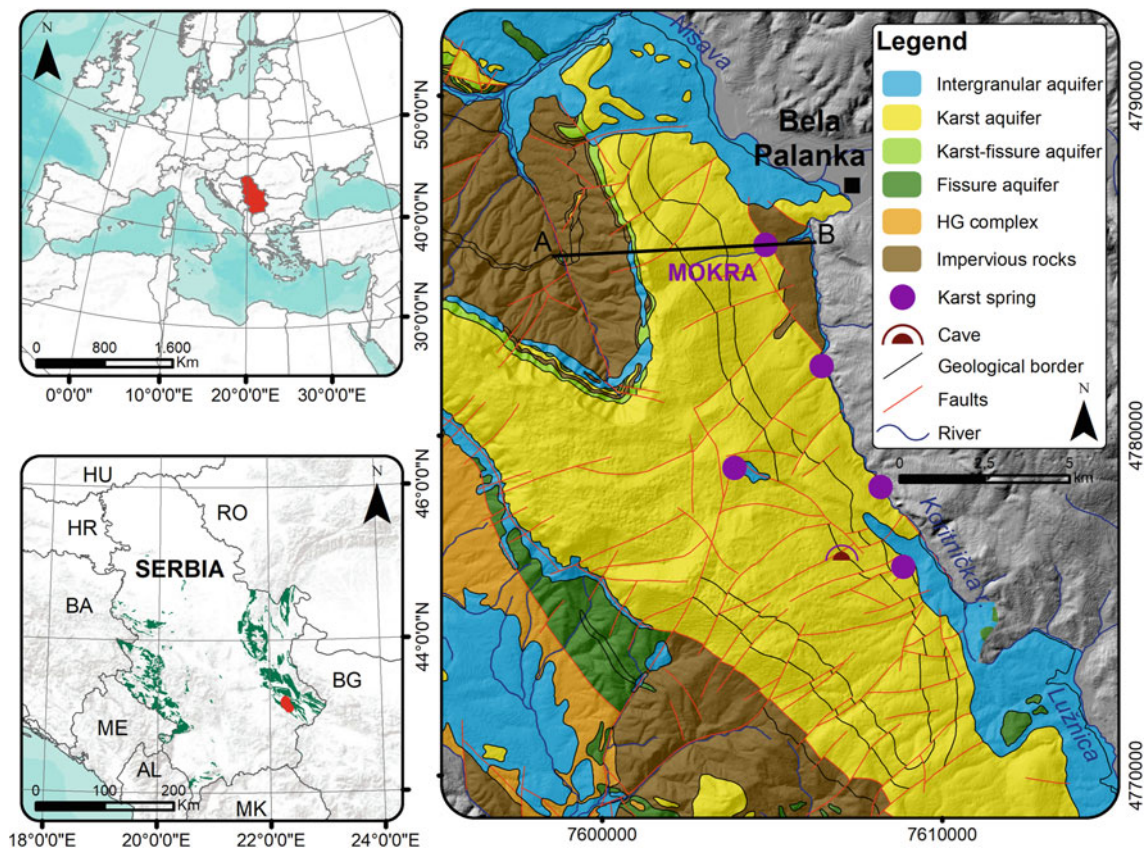 N
50°0'0"N
40°0'0"N
30°0'0"N
0 800 1,600
Km
0°00'0" 10°0'0"E 20°0'0"E 30°0'0"E
N
HU
RO
HR
SERBIA
BA
BG
ME
AL
MK
46°0'0"N
44°0'0"N
0 100 200
Km
18°0'0"E 20°0'0"E 22°0'0"E 24°0'0"E
Nišava
Bela
Palanka
A
B
MOKRA
Koritnička
Lužnica
Legend
Intergranular aquifer
Karst aquifer
Karst-fissure aquifer
Fissure aquifer
HG complex
Impervious rocks
Karst spring
Cave
Geological border
Faults
River
N
0 2,5 5
km
4790000
4780000
4770000
7600000 7610000